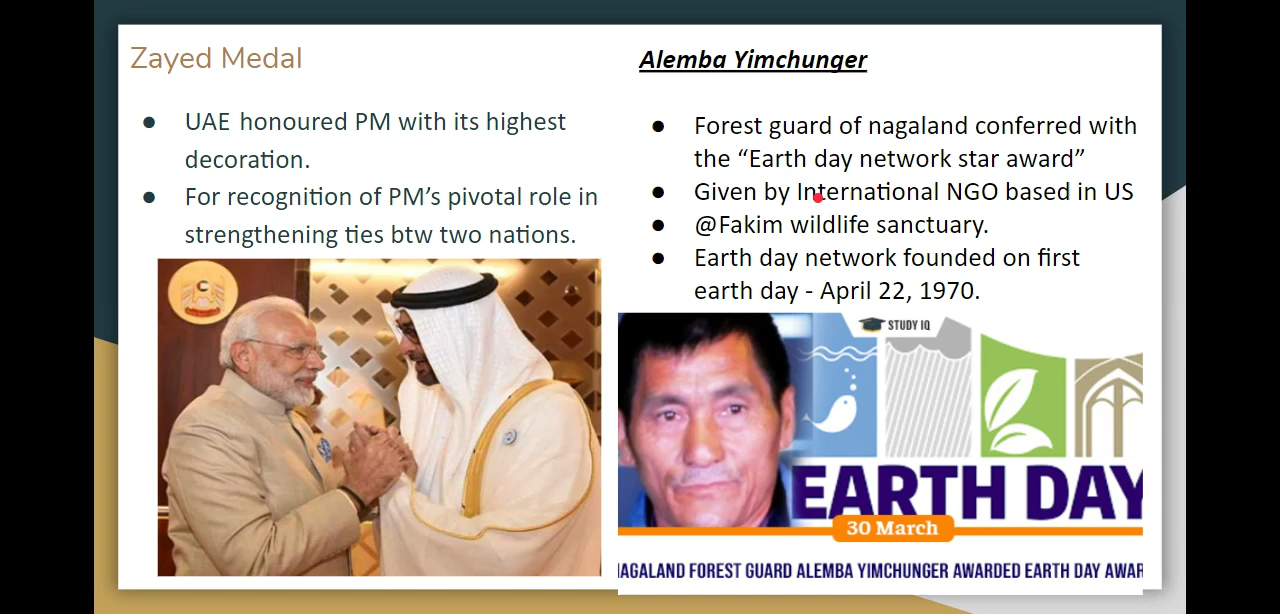 Zayed Medal
● UAE honoured PM with its highest
decoration.
● For recognition of PM's pivotal role in
strengthening ties btw two nations.
Alemba Yimchunger
● Forest guard of nagaland conferred with
the “Earth day network star award”
● Given by International NGO based in US
● @Fakim wildlife sanctuary.
● Earth day network founded on first
earth day - April 22, 1970.
STUDY IQ
EARTH DAY
30 March
NAGALAND FOREST GUARD ALEMBA YIMCHUNGER AWARDED EARTH DAY AWAR